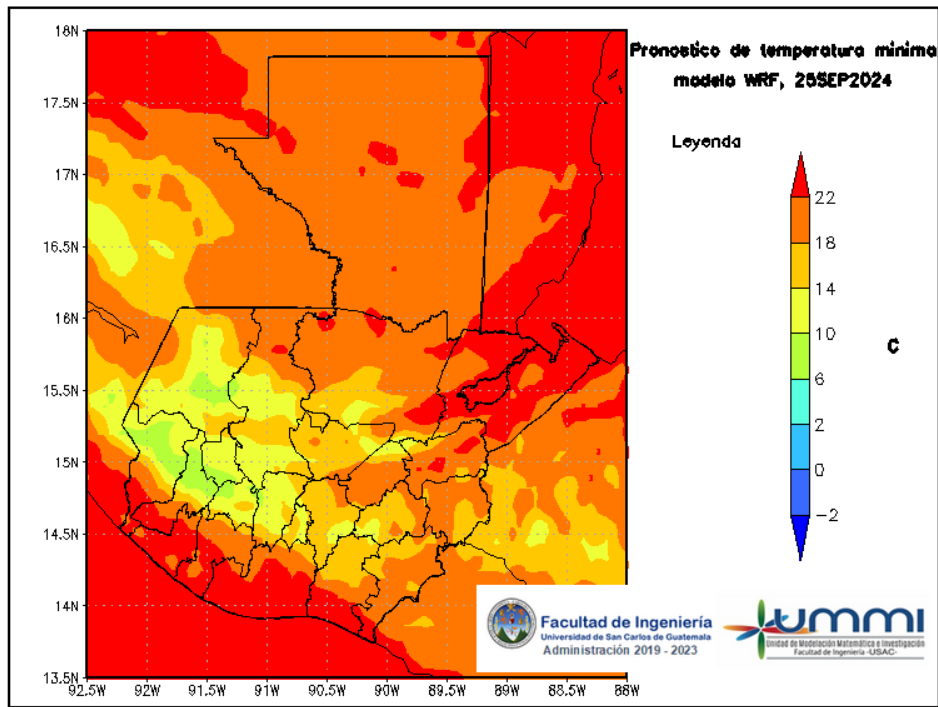 Pronostico de temperatura minima
modelo WRF, 25SEP2024
Leyenda
22
18
14
10
6
2
0
-2
C
18N
17.5N
17N
16.5N
16N
15.5N
15N
14.5N
14N
13.5N
92.5W 92W 91.5W 91W 90.5W 90W 89.5W 89W 88.5W 88W
Facultad de Ingeniería
Universidad de San Carlos de Guatemala
Administración 2019 - 2023
ummi
Unidad de Modelación Matemática e Investigación
Facultad de Ingeniería -USAC-